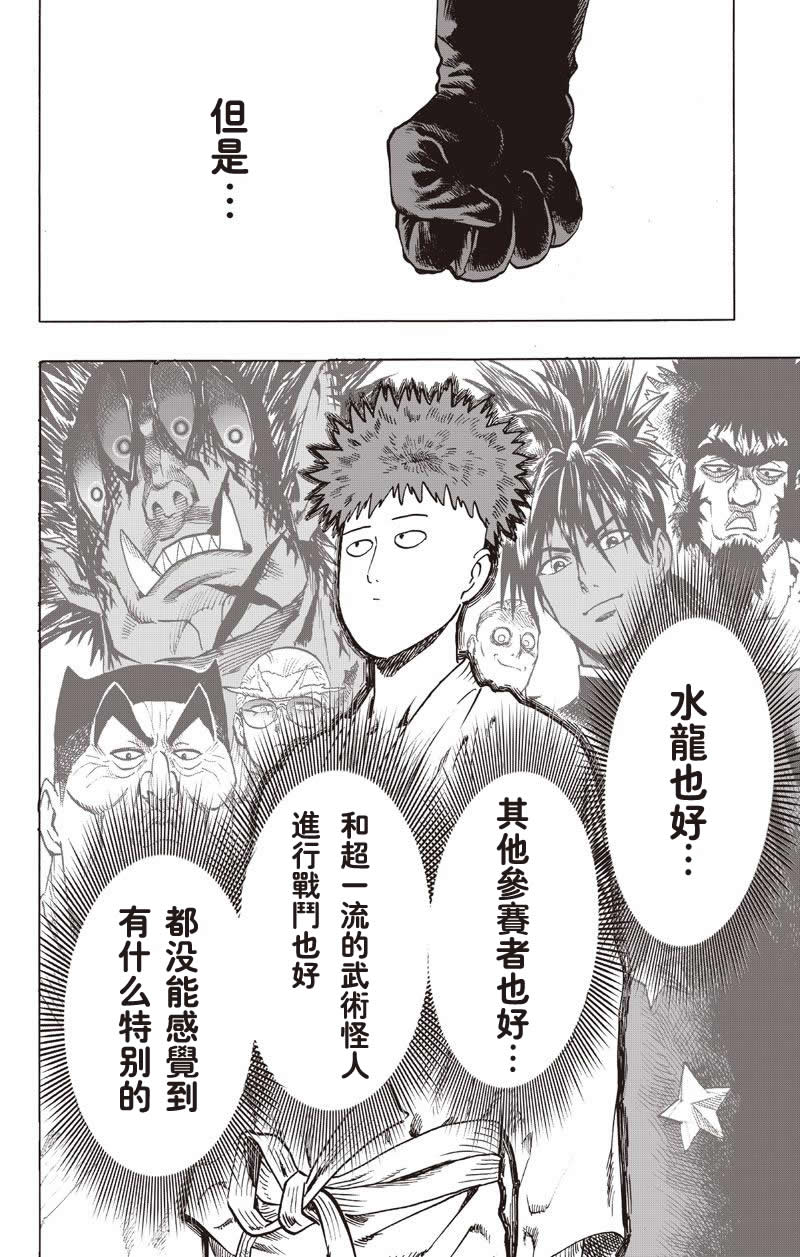 但是…
水龍也好…
其他參賽者也好…
和超一流的武術怪人
進行戰鬥也好
都没能感覺到
有什么特别的